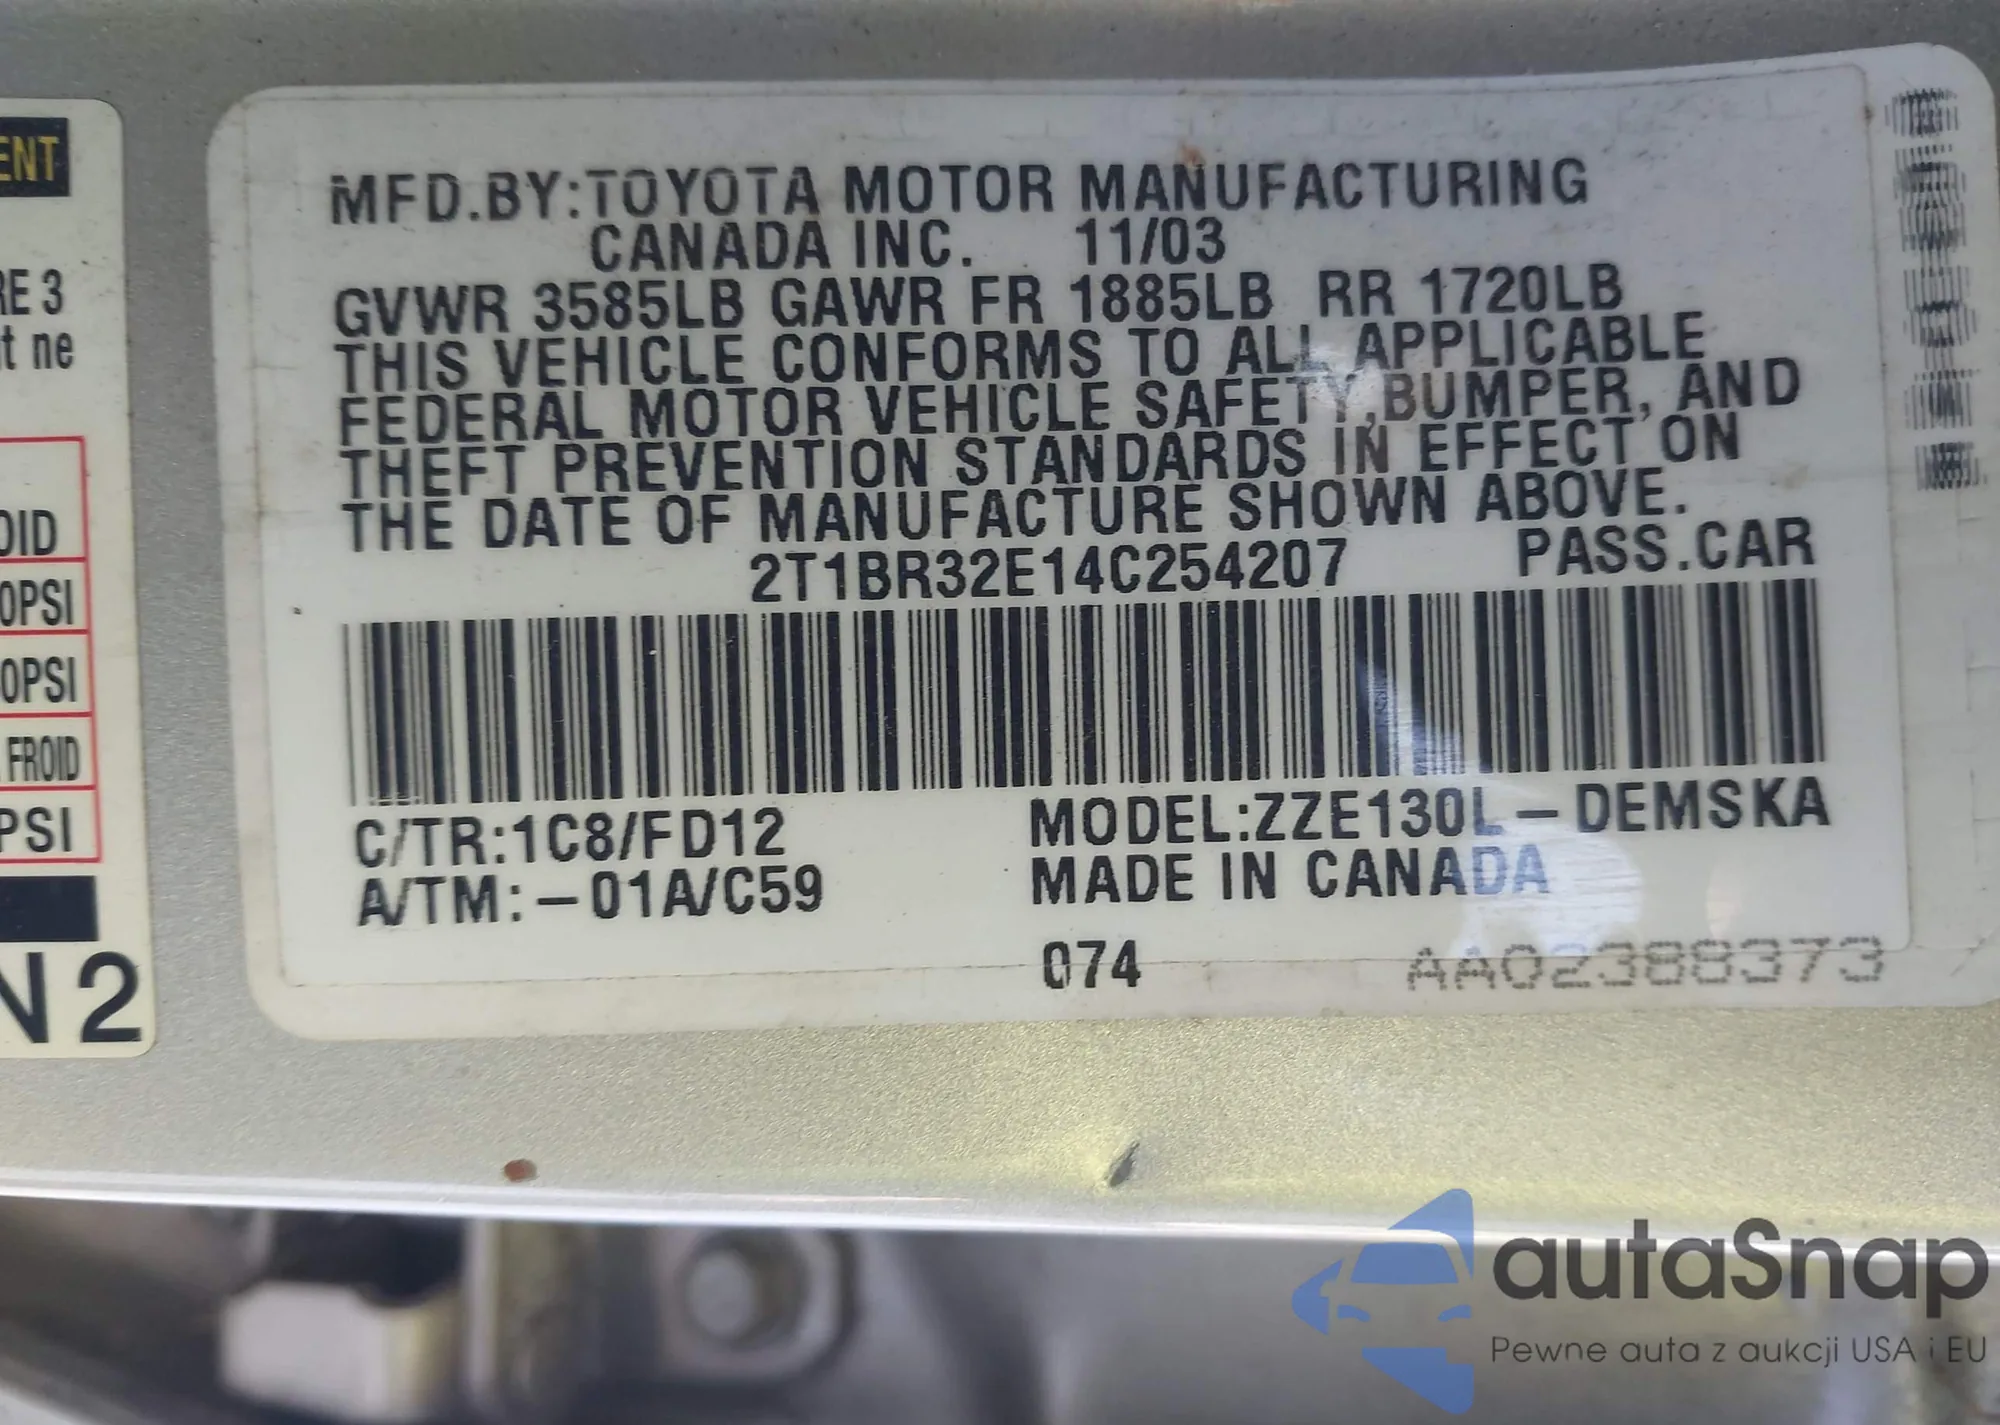 ENT
RE 3
t ne
OID
0PSI
0PSI
FROID
PSI
N 2
MFD.BY:TOYOTA MOTOR MANUFACTURING
CANADA INC. 11/03
GVWR 3585LB GAWR FR 1885LB RR 1720LB
THIS VEHICLE CONFORMS TO ALL APPLICABLE
FEDERAL MOTOR VEHICLE SAFETY,BUMPER, AND
THEFT PREVENTION STANDARDS IN EFFECT ON
THE DATE OF MANUFACTURE SHOWN ABOVE.
2T1BR32E14C254207 PASS.CAR
C/TR:1C8/FD12 MODEL:ZZE130L-DEMSKA
A/TM:-01A/C59 MADE IN CANADA
074 AA02388373
autaSnap
Pewne auta z aukcji USA i EU